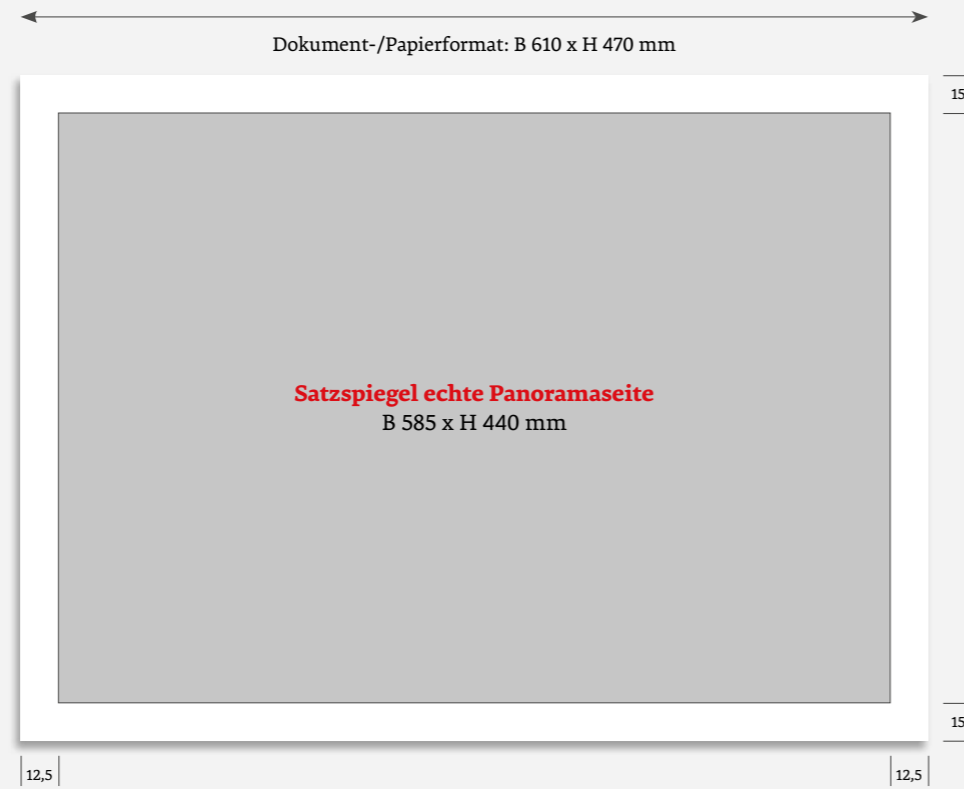 Dokument-/Papierformat: B 610 x H 470 mm
15
Satzspiegel echte Panoramaseite
B 585 x H 440 mm
15
12,5
12,5